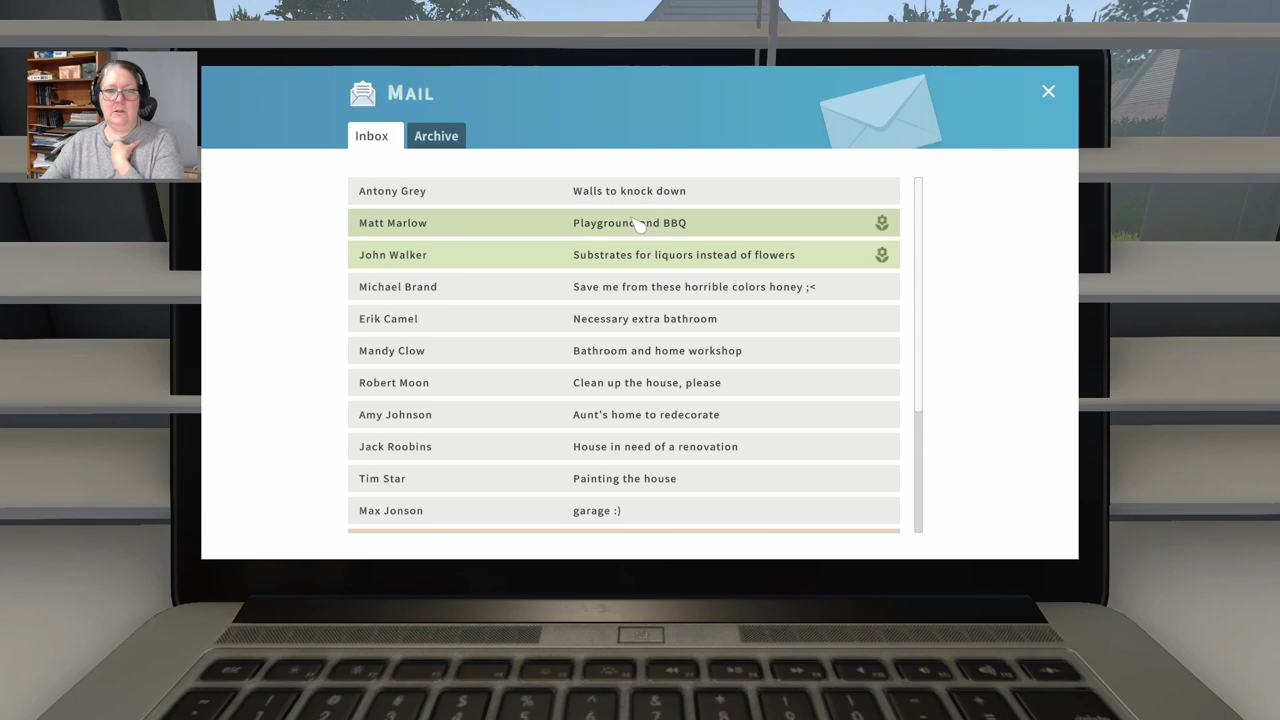 MAIL
Inbox Archive
Antony Grey Walls to knock down
Matt Marlow Playground and BBQ
John Walker Substrates for liquors instead of flowers
Michael Brand Save me from these horrible colors honey ;<
Erik Camel Necessary extra bathroom
Mandy Clow Bathroom and home workshop
Robert Moon Clean up the house, please
Amy Johnson Aunt's home to redecorate
Jack Roobins House in need of a renovation
Tim Star Painting the house
Max Jonson garage :)
esc